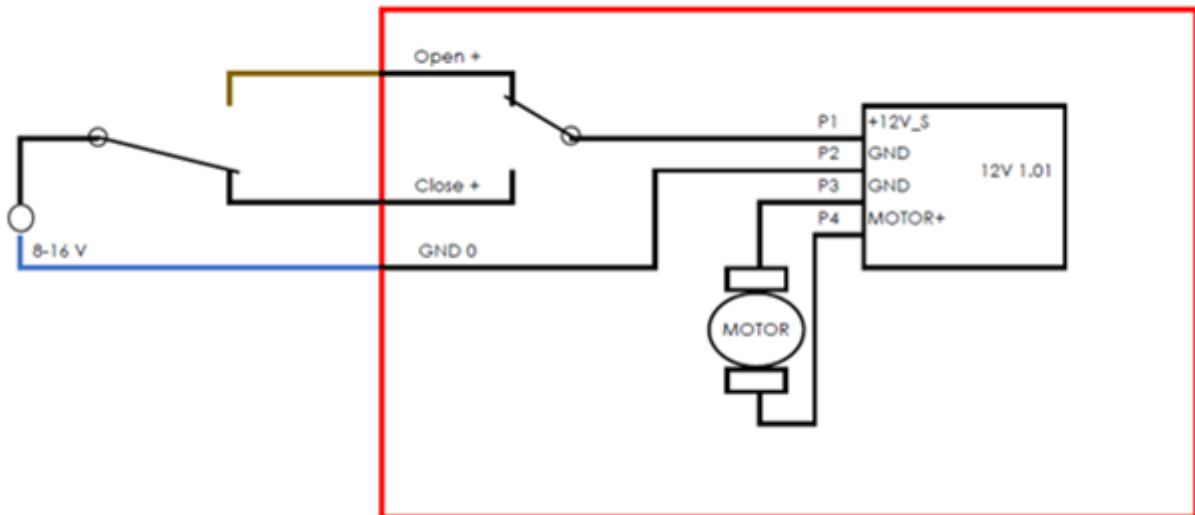 Open +
P1
+12V_S
P2
GND
12V 1.01
P3
GND
Close +
P4
MOTOR+
8-16 V
GND 0
MOTOR